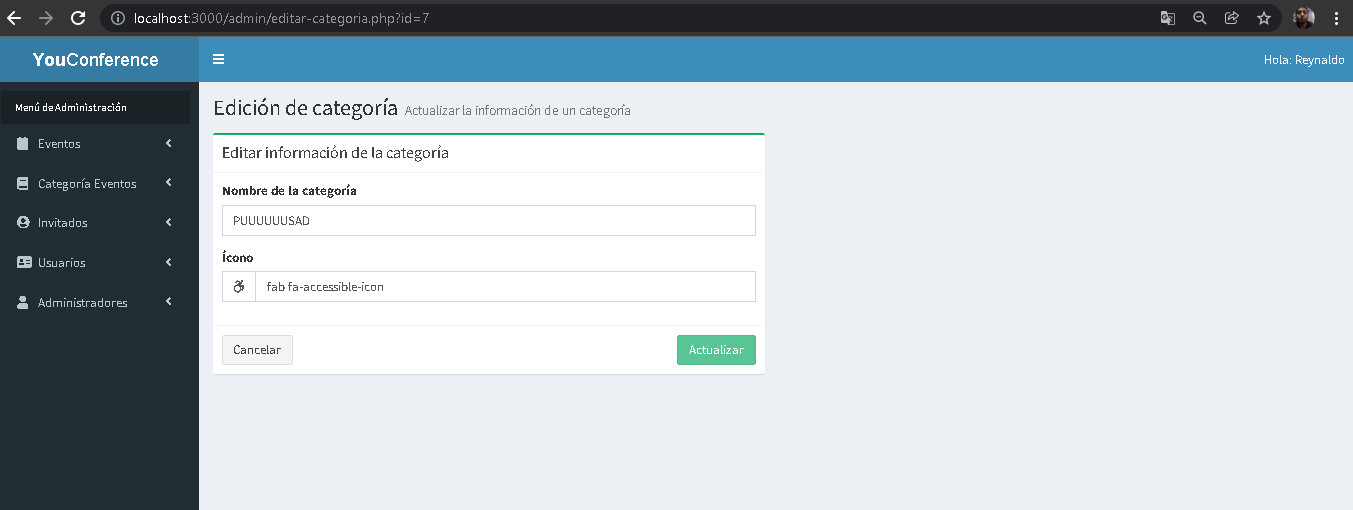 localhost:3000/admin/editar-categoria.php?id=7
YouConference
Hola: Reynaldo
Menú de Administración
Eventos
Categoría Eventos
Invitados
Usuarios
Administradores
Edición de categoría Actualizar la información de un categoría
Editar información de la categoría
Nombre de la categoría
PUUUUUUSAD
Ícono
fab fa-accessible-icon
Cancelar
Actualizar